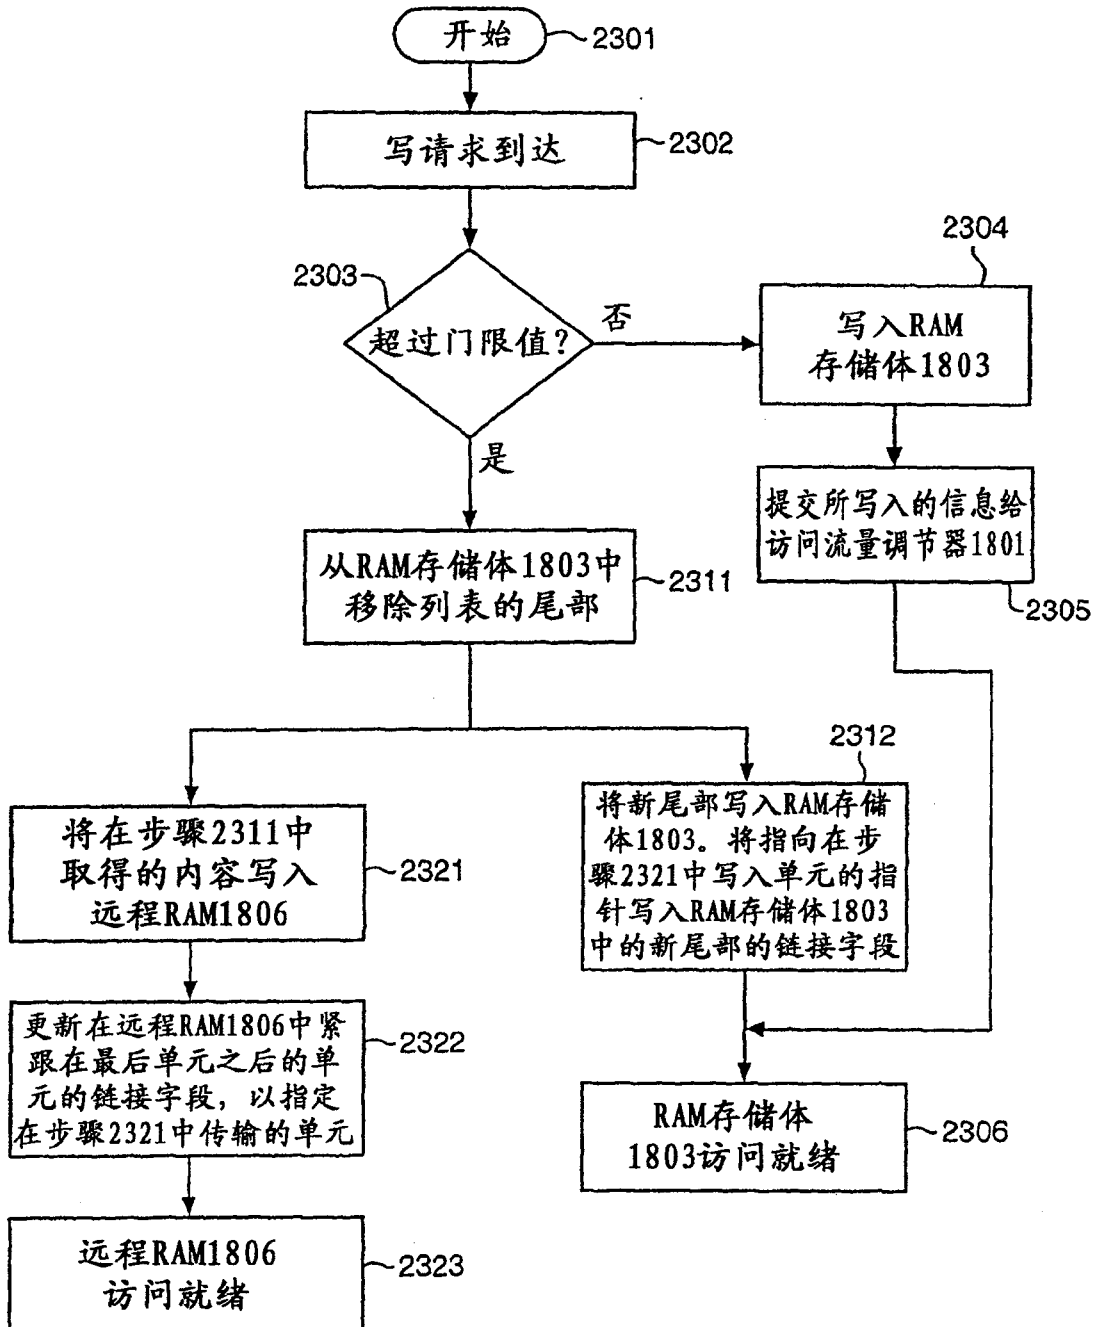 开始
2301
写请求到达
2302
2303
超过门限值?
否
是
2304
写入RAM
存储体1803
提交所写入的信息给
访问流量调节器1801
2305
从RAM存储体1803中
移除列表的尾部
2311
2312
将新尾部写入RAM存储
体1803。将指向在步
骤2321中写入单元的指
针写入RAM存储体1803
中的新尾部的链接字段
将在步骤2311中
取得的内容写入
远程RAM1806
2321
更新在远程RAM1806中紧
跟在最后单元之后的单
元的链接字段，以指定
在步骤2321中传输的单元
2322
RAM存储体
1803访问就绪
2306
远程RAM1806
访问就绪
2323